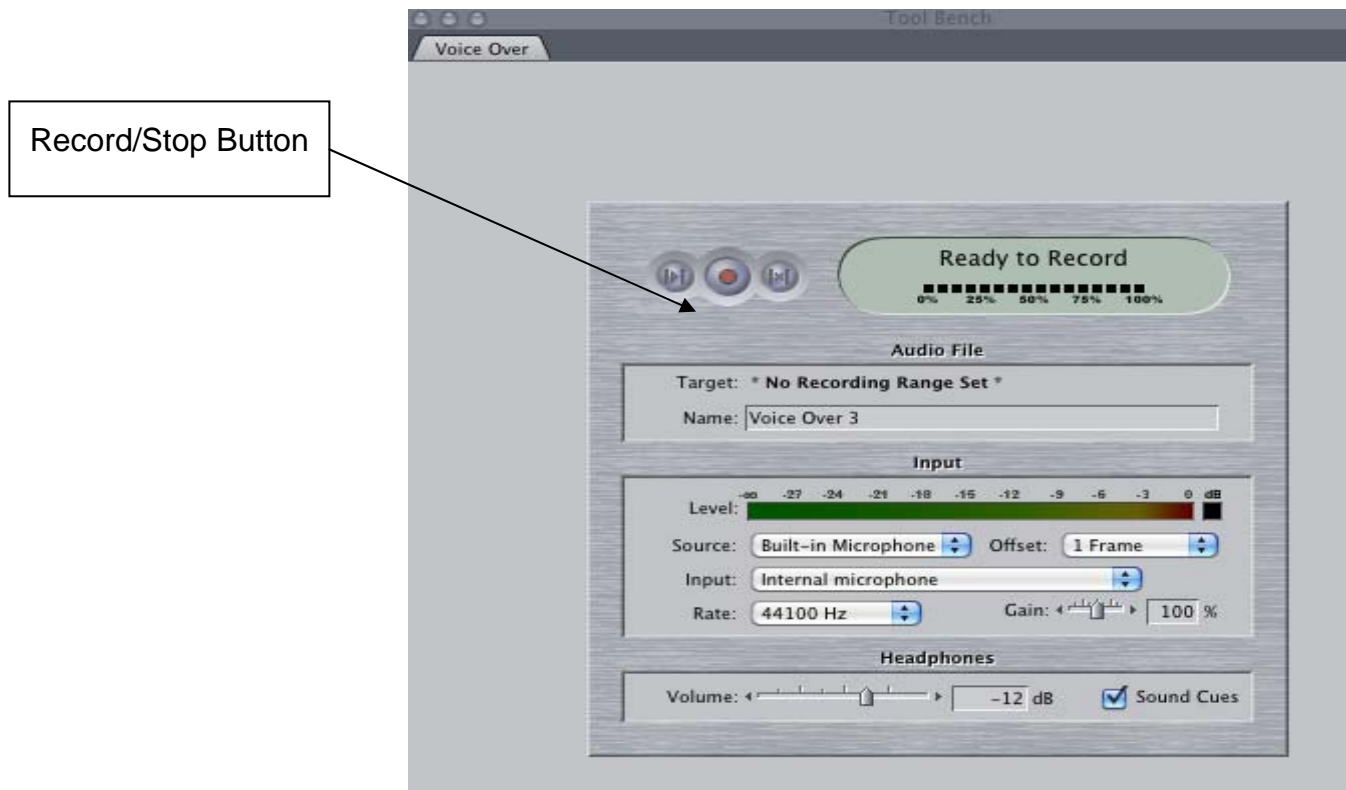 Tool Bench
Voice Over
Record/Stop Button
Ready to Record
0% 25% 50% 75% 100%
Audio File
Target: * No Recording Range Set *
Name: Voice Over 3
Input
-∞ -27 -24 -21 -18 -15 -12 -9 -6 -3 0 dB
Level:
Source: Built-in Microphone Offset: 1 Frame
Input: Internal microphone
Rate: 44100 Hz Gain: 100 %
Headphones
Volume: -12 dB Sound Cues